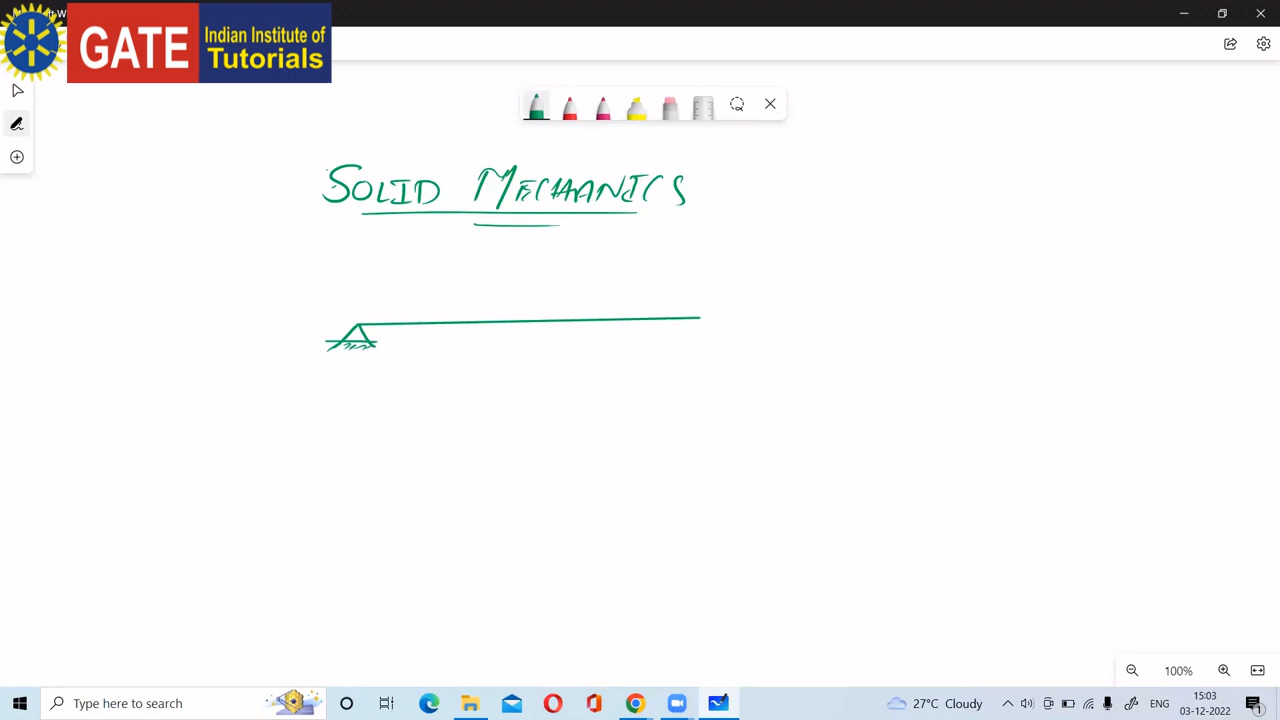 W
GATE
Indian Institute of
Tutorials
SOLID MECHANICS
100%
Type here to search
27°C Cloudy
ENG
15:03
03-12-2022
1